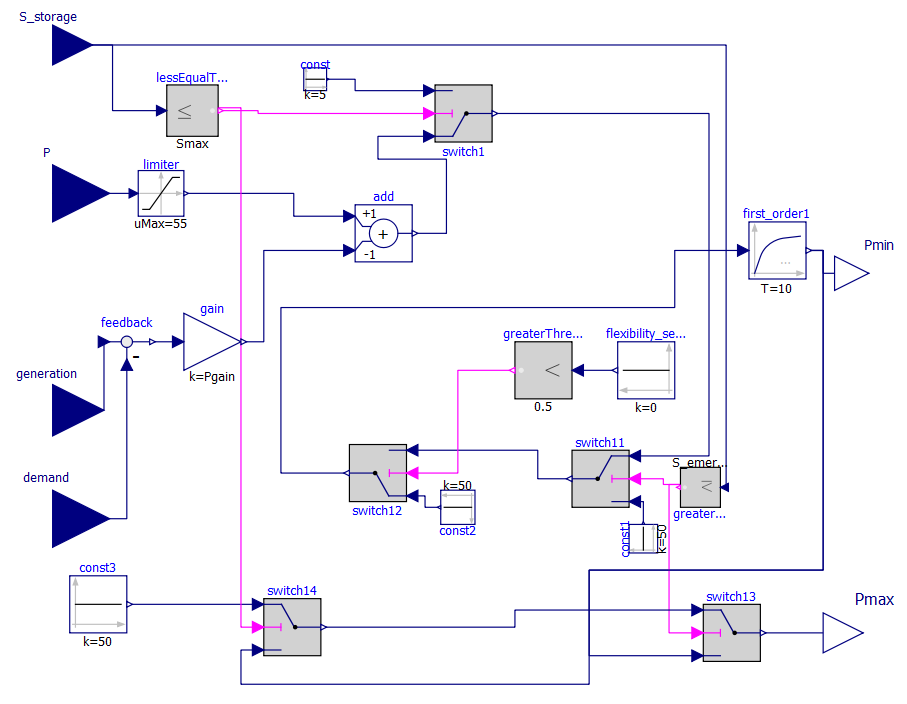 S_storage
lessEqualT...
≤
Smax
const
k=5
switch1
P
limiter
uMax=55
add
+1
+
-1
first_order1
...
T=10
Pmin
feedback
-
gain
k=Pgain
generation
greaterThre...
<
0.5
flexibility_se...
k=0
demand
switch12
k=50
const2
switch11
S_emer...
≤
greater...
const1
k=50
const3
k=50
switch14
switch13
Pmax